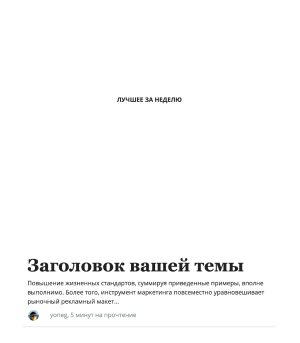 ЛУЧШЕЕ ЗА НЕДЕЛЮ
Заголовок вашей темы
Повышение жизненных стандартов, суммируя приведенные примеры, вполне
выполнимо. Более того, инструмент маркетинга повсеместно уравновешивает
рыночный рекламный макет...
yoneg, 5 минут на прочтение